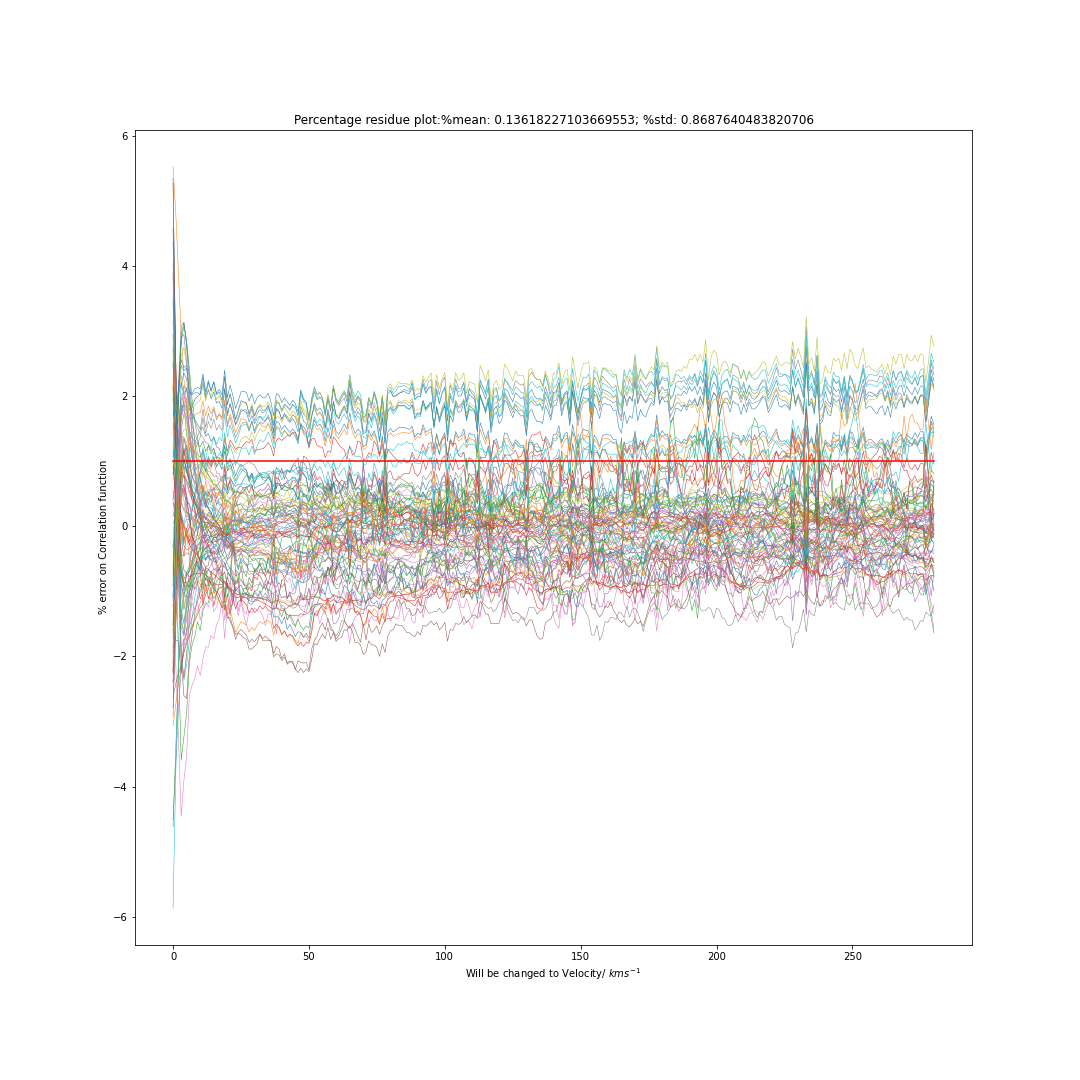 Percentage residue plot:%mean: 0.13618227103669553; %std: 0.8687640483820706
6
4
2
0
−2
−4
−6
% error on Correlation function
0 50 100 150 200 250
Will be changed to Velocity/ kms⁻¹